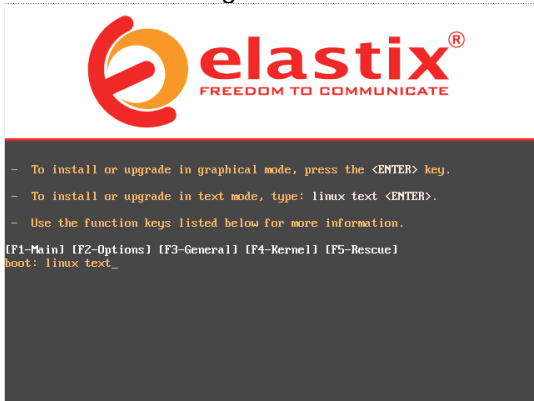 elastix®
FREEDOM TO COMMUNICATE
- To install or upgrade in graphical mode, press the <ENTER> key.
- To install or upgrade in text mode, type: linux text <ENTER>.
- Use the function keys listed below for more information.
[F1-Main] [F2-Options] [F3-General] [F4-Kernel] [F5-Rescue]
boot: linux text_